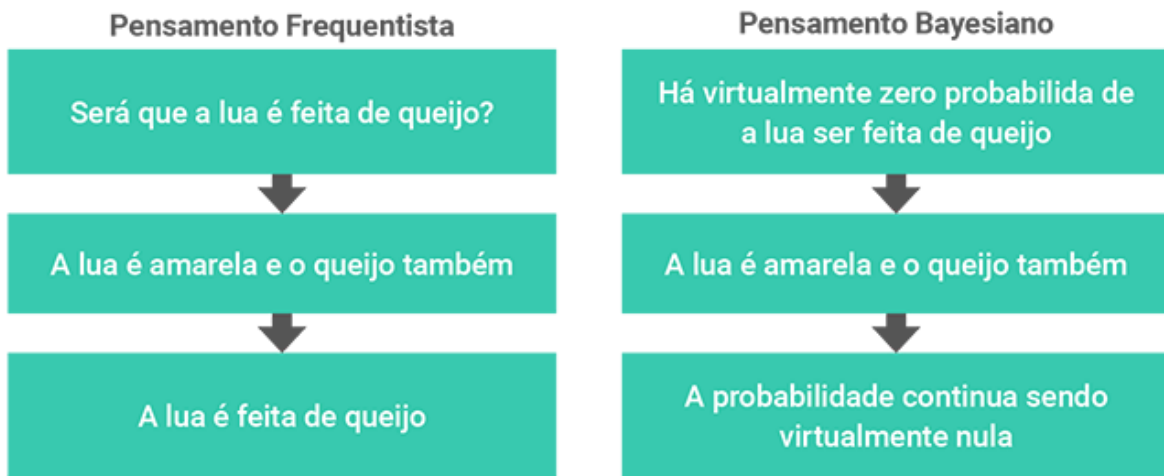 Pensamento Frequentista
Será que a lua é feita de queijo?
A lua é amarela e o queijo também
A lua é feita de queijo
Pensamento Bayesiano
Há virtualmente zero probabilida de
a lua ser feita de queijo
A lua é amarela e o queijo também
A probabilidade continua sendo
virtualmente nula